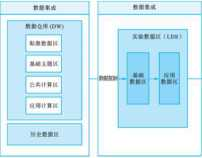 数据集成
数据仓库(DW)
贴源数据区
基础主题区
公共计算区
应用计算区
历史数据区
数据复制
数据集成
实验数据区(LDW)
基础
数据区
应用
数据区